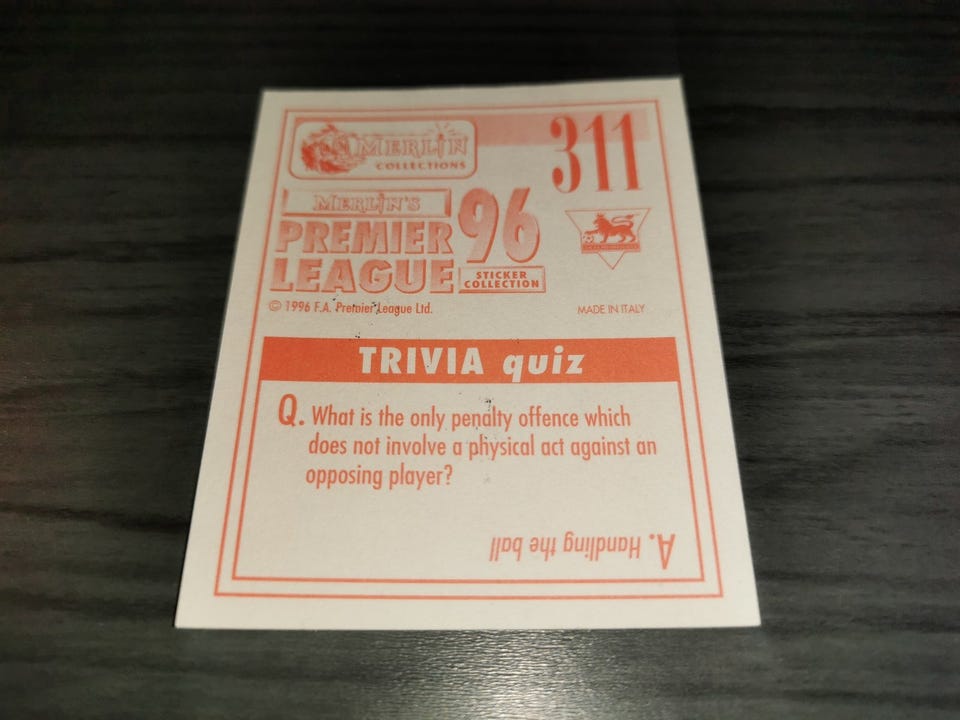 MERLIN
COLLECTIONS
311
MERLIN'S
PREMIER
LEAGUE
96
STICKER
COLLECTION
© 1996 F.A. Premier League Ltd.
MADE IN ITALY
TRIVIA quiz
Q. What is the only penalty offence which
does not involve a physical act against an
opposing player?
A. Handling the ball